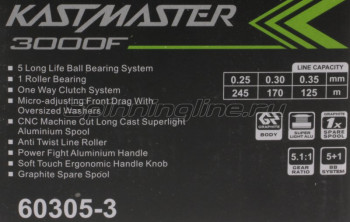 KASTMASTER
3000F
5 Long Life Ball Bearing System
1 Roller Bearing
One Way Clutch System
Micro-adjusting Front Drag With
Oversized Washers
CNC Machine Cut Long Cast Superlight
Aluminium Spool
Anti Twist Line Roller
Power Fight Aluminium Handle
Soft Touch Ergonomic Handle Knob
Graphite Spare Spool
60305-3
LINE CAPACITY
0.25 0.30 0.35 mm
245 170 125 m
GRAPHITE
BODY
SUPER
LIGHT ALU
GRAPHITE
1x
SPARE
SPOOL
5.1:1
GEAR
RATIO
5+1
BB SYSTEM